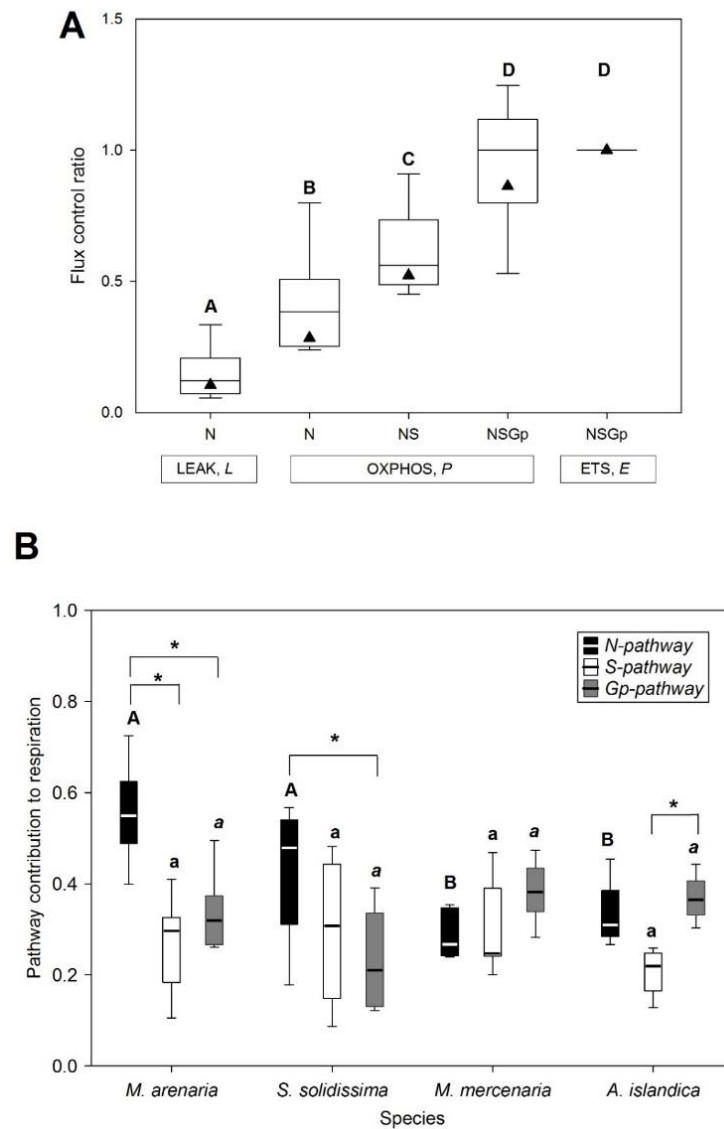 A
1.5
1.0
0.5
0.0
Flux control ratio
A
B
C
D
D
N
N
NS
NSGp
NSGp
LEAK, L
OXPHOS, P
ETS, E
B
1.0
0.8
0.6
0.4
0.2
0.0
Pathway contribution to respiration
N-pathway
S-pathway
Gp-pathway
*
*
A
a
a
*
A
a
a
B
a
a
*
B
a
a
M. arenaria
S. solidissima
M. mercenaria
A. islandica
Species